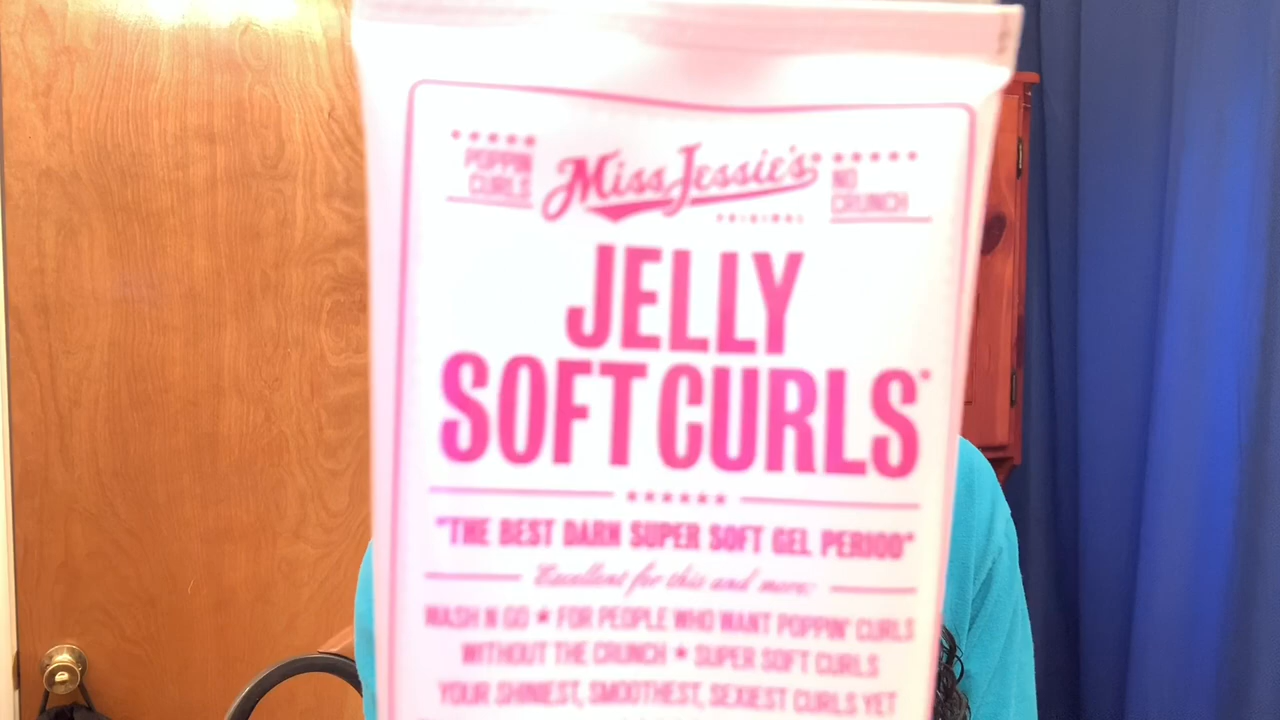 POPPIN
CURLS
Miss Jessie's
ORIGINAL
NO
CRUNCH
JELLY
SOFT CURLS
"THE BEST DARN SUPER SOFT GEL PERIOD"
Excellent for this and more:
WASH N GO ★ FOR PEOPLE WHO WANT POPPIN' CURLS
WITHOUT THE CRUNCH ★ SUPER SOFT CURLS
YOUR SHINIEST, SMOOTHEST, SEXIEST CURLS YET